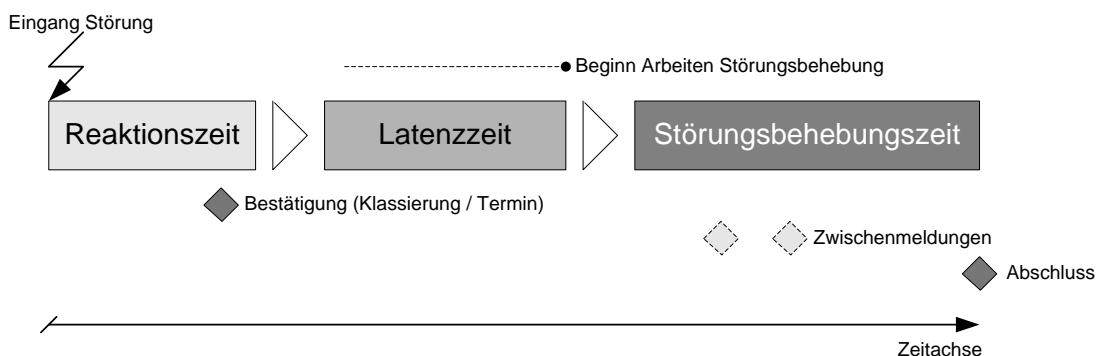 Eingang Störung
Beginn Arbeiten Störungsbehebung
Reaktionszeit
Latenzzeit
Störungsbehebungszeit
Bestätigung (Klassierung / Termin)
Zwischenmeldungen
Abschluss
Zeitachse